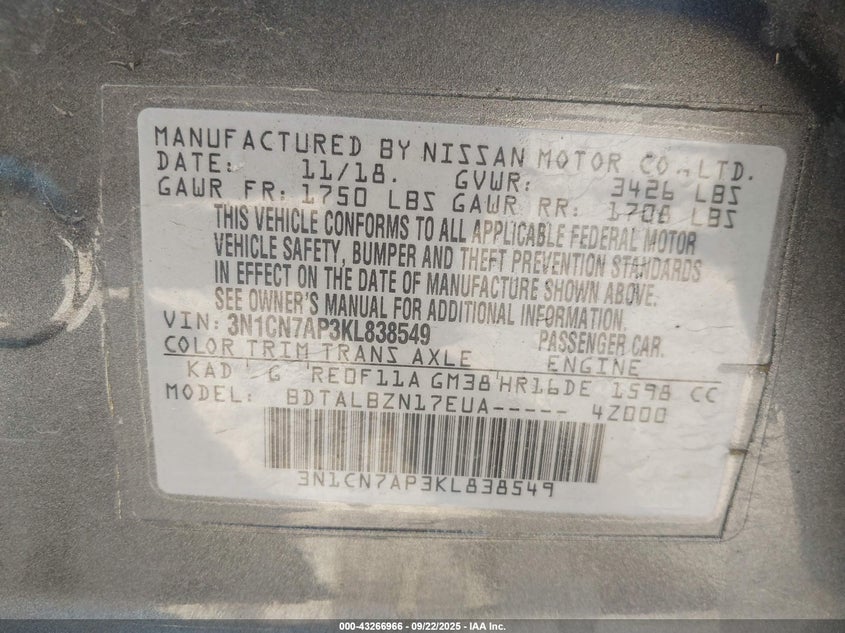 MANUFACTURED BY NISSAN MOTOR CO.,LTD.
DATE: 11/18. GVWR: 3426 LBS
GAWR FR: 1750 LBS GAWR RR: 1708 LBS
THIS VEHICLE CONFORMS TO ALL APPLICABLE FEDERAL MOTOR
VEHICLE SAFETY, BUMPER AND THEFT PREVENTION STANDARDS
IN EFFECT ON THE DATE OF MANUFACTURE SHOWN ABOVE.
SEE OWNER'S MANUAL FOR ADDITIONAL INFORMATION.
VIN: 3N1CN7AP3KL838549 PASSENGER CAR.
COLOR TRIM TRANS AXLE ENGINE
KAD G RE0F11A GM38 HR16DE 1598 CC
MODEL: BDTALBZN17EUA----- 4Z000
3N1CN7AP3KL838549
000-43266966 - 09/22/2025 - IAA Inc.